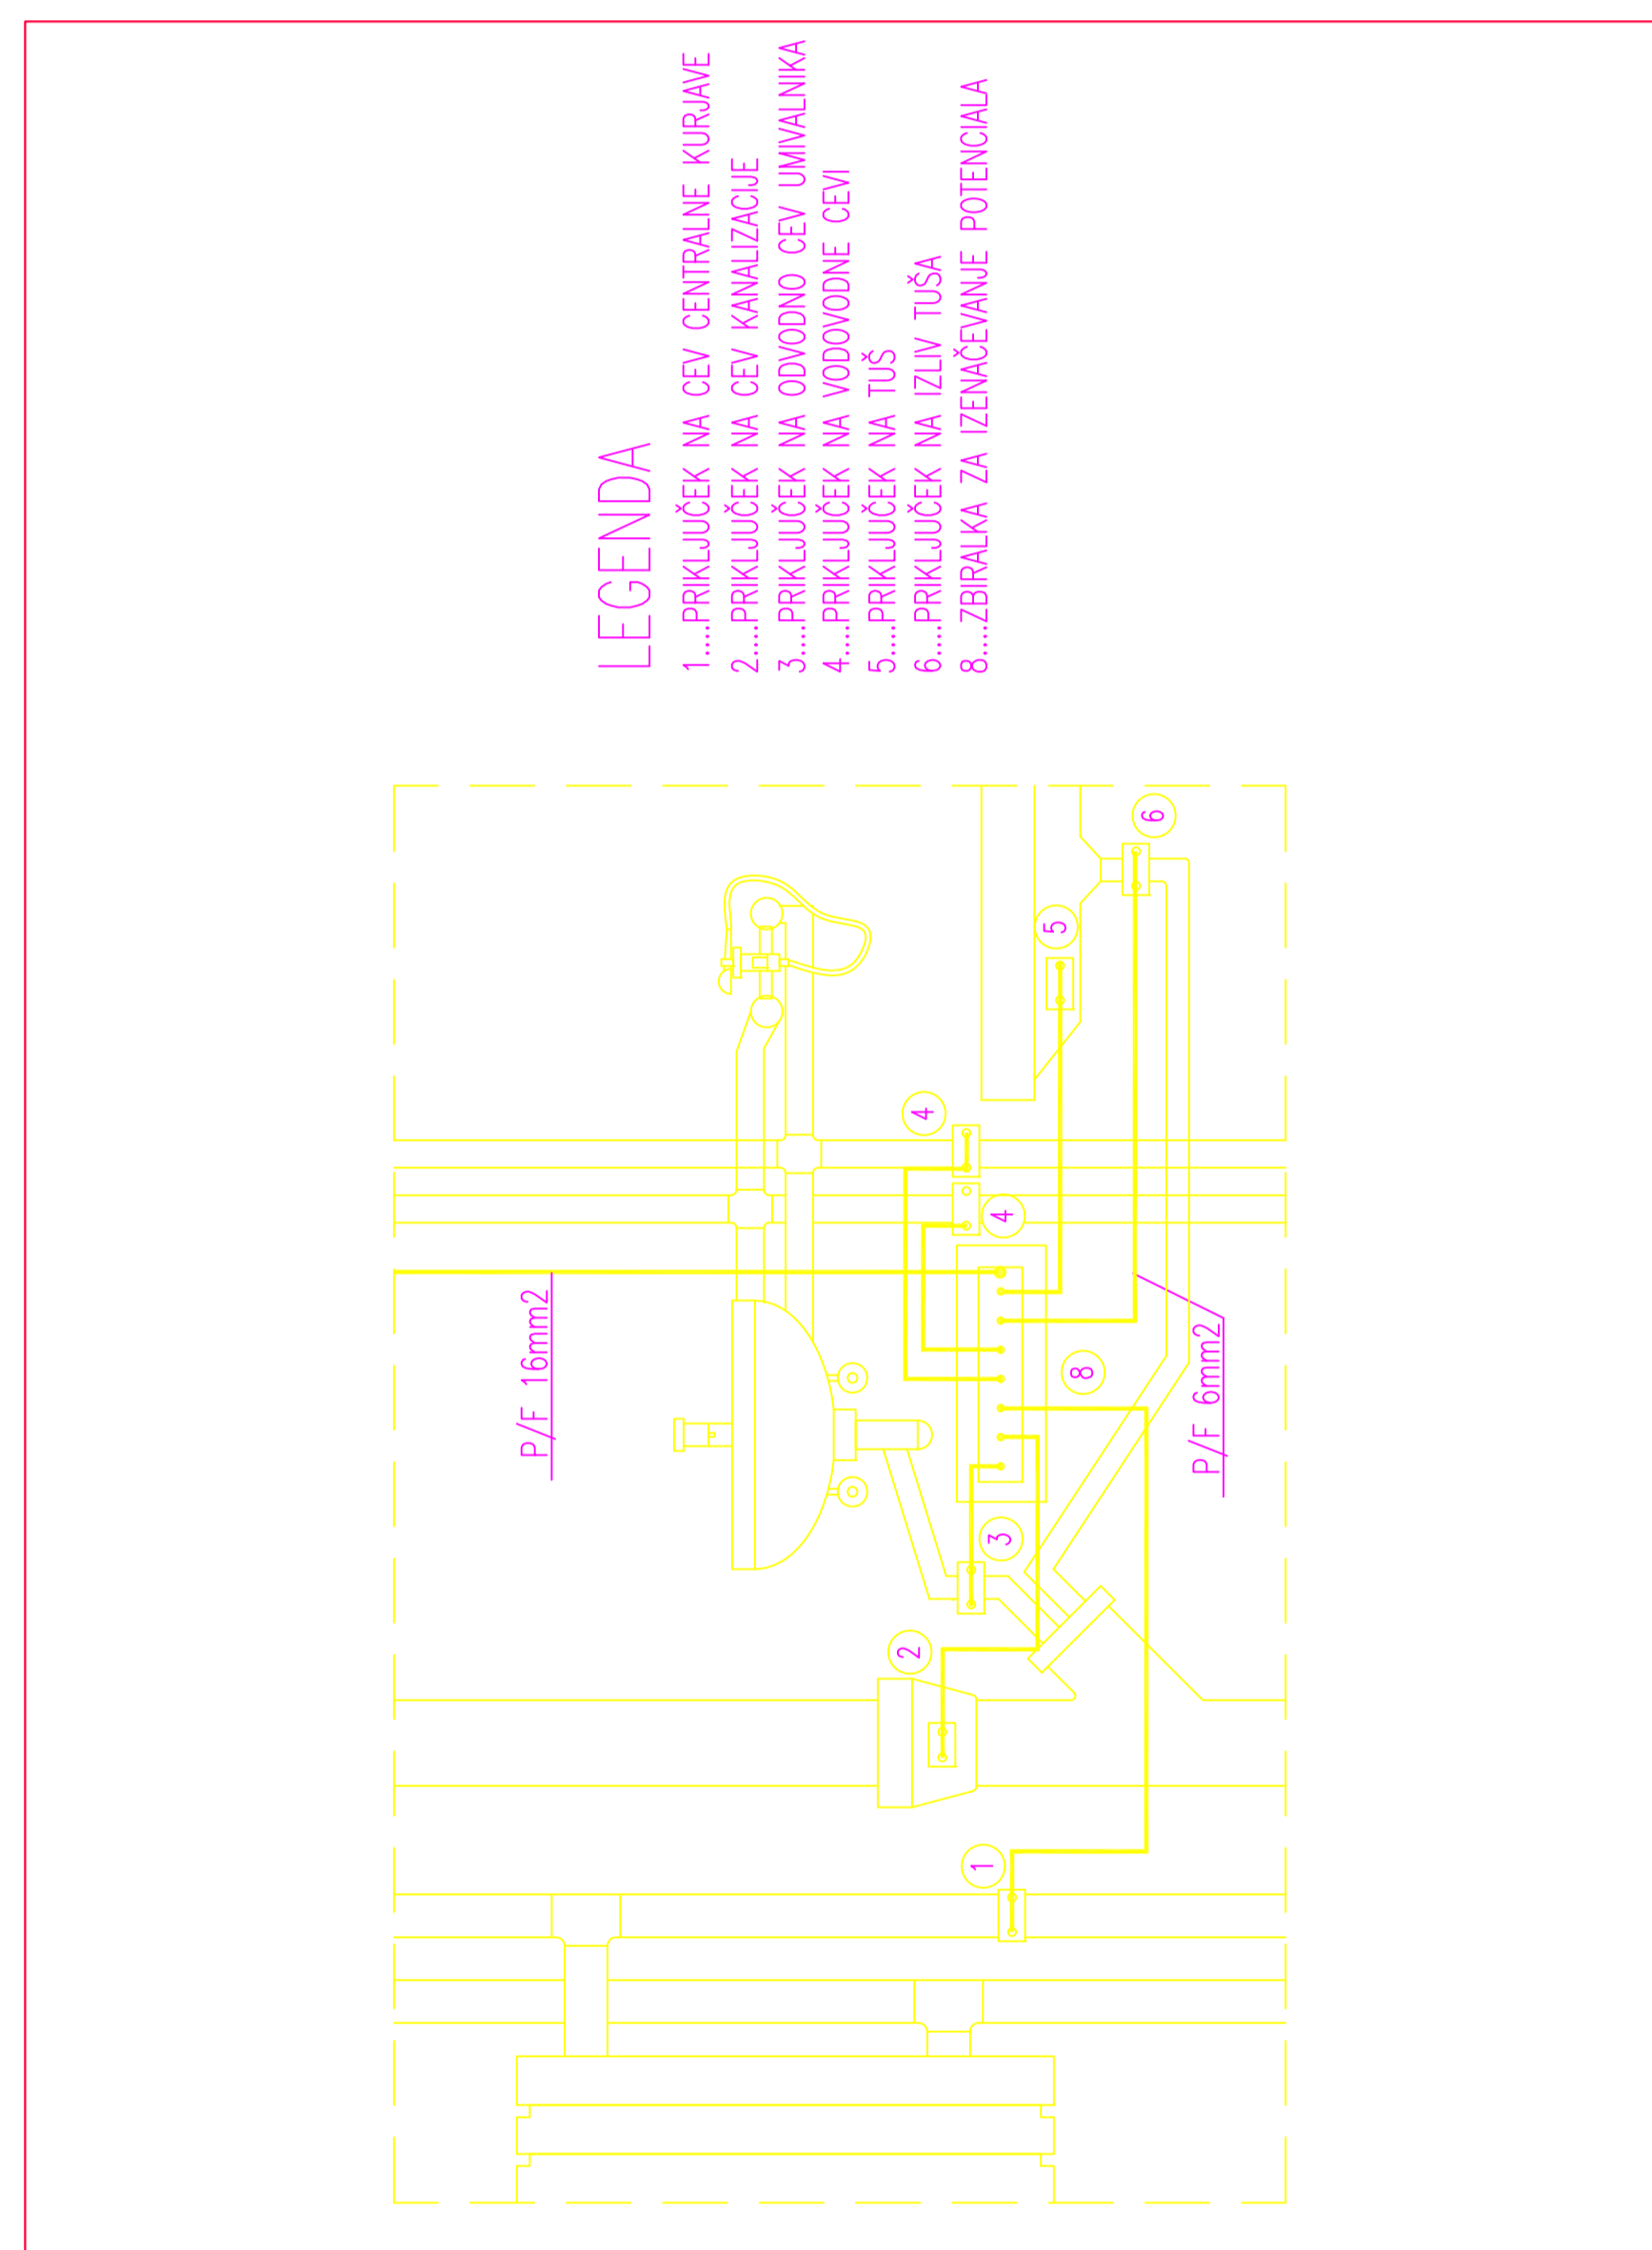 LEGENDA
1...PRIKLJUČEK NA CEV CENTRALNE KURJAVE
2...PRIKLJUČEK NA CEV KANALIZACIJE
3...PRIKLJUČEK NA ODVODNO CEV UMIVALNIKA
4...PRIKLJUČEK NA VODOVODNE CEVI
5...PRIKLJUČEK NA TUŠ
6...PRIKLJUČEK NA IZLIV TUŠA
8...ZBIRALKA ZA IZENAČEVANJE POTENCIALA
P/F 16mm2
4
4
5
6
3
8
2
1
P/F 6mm2